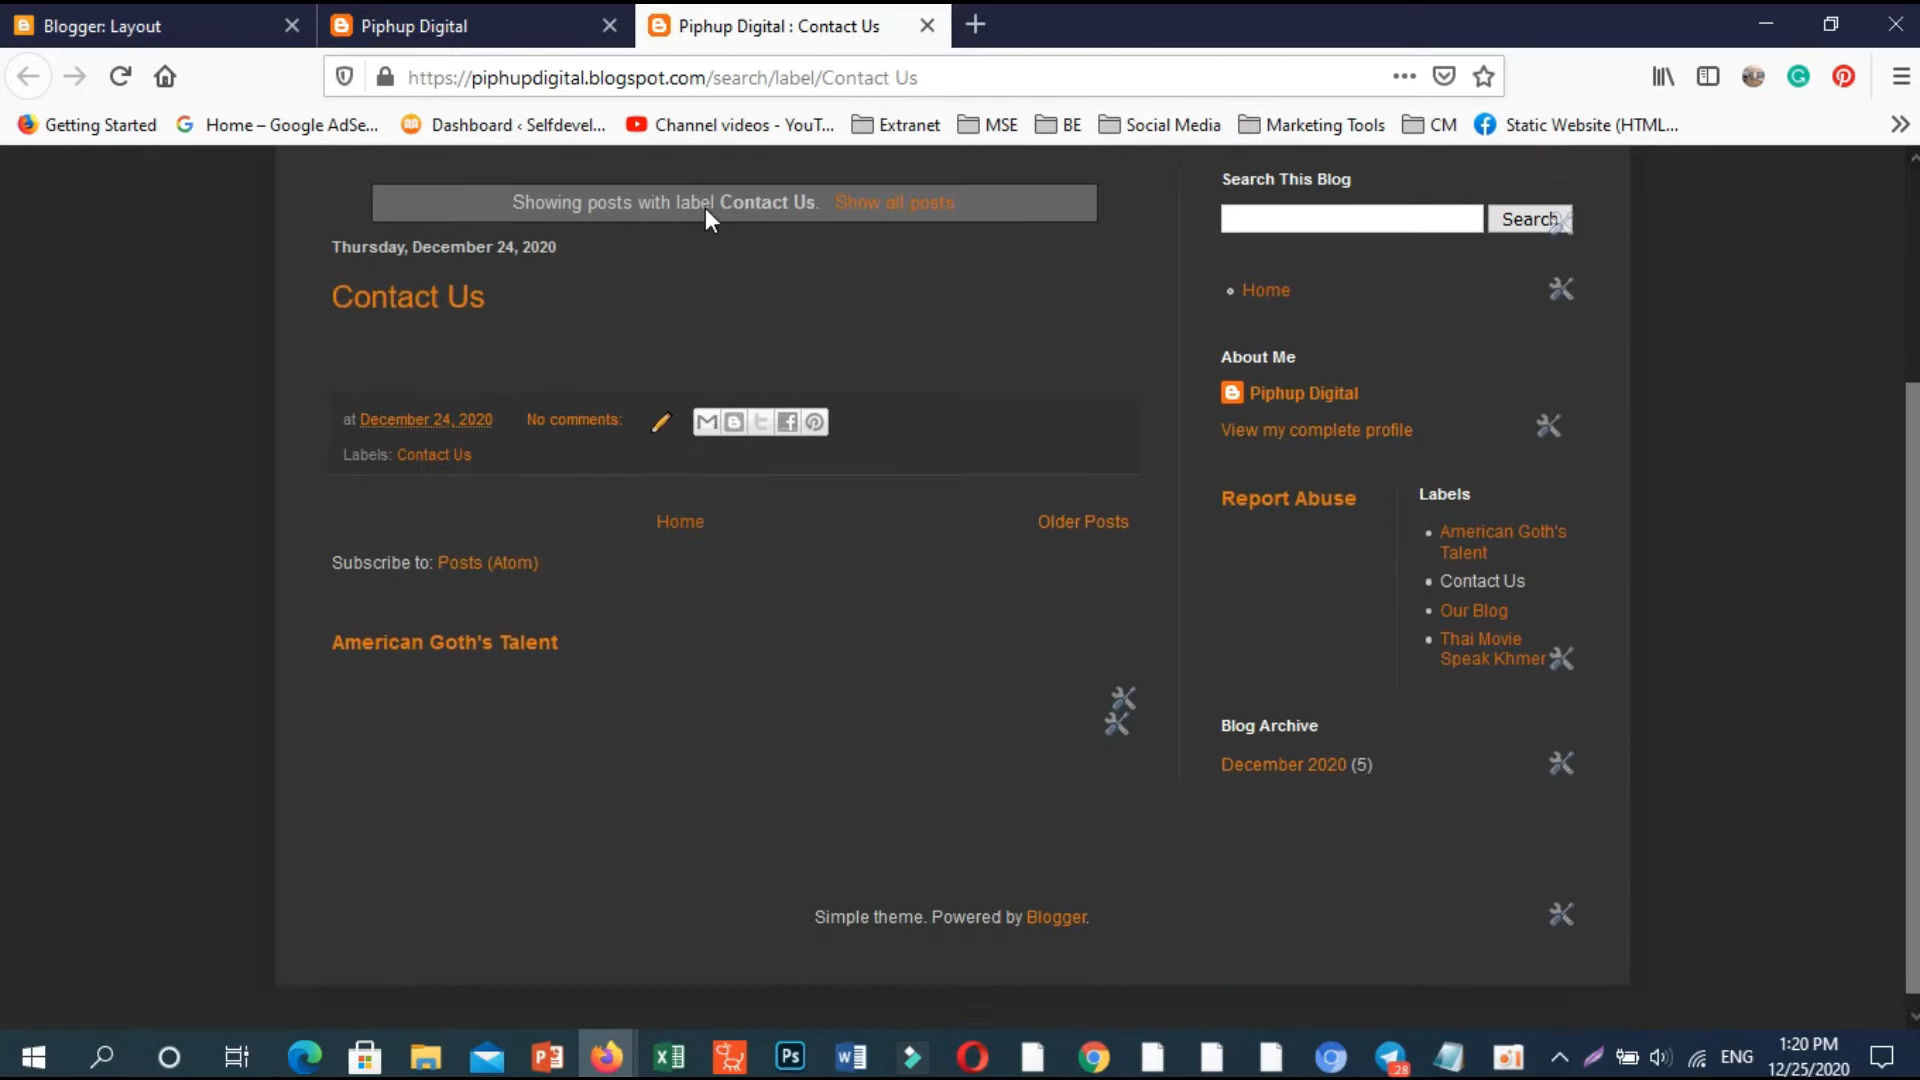 Blogger: Layout
Piphup Digital
Piphup Digital : Contact Us
https://piphupdigital.blogspot.com/search/label/Contact Us
Getting Started
Home – Google AdSe...
Dashboard ‹ Selfdevel...
Channel videos - YouT...
Extranet
MSE
BE
Social Media
Marketing Tools
CM
Static Website (HTML...
Showing posts with label Contact Us. Show all posts
Thursday, December 24, 2020
Contact Us
at December 24, 2020 No comments:
Labels: Contact Us
Home
Older Posts
Subscribe to: Posts (Atom)
American Goth's Talent
Search This Blog
Search
Home
About Me
Piphup Digital
View my complete profile
Report Abuse
Labels
American Goth's
Talent
Contact Us
Our Blog
Thai Movie
Speak Khmer
Blog Archive
December 2020 (5)
Simple theme. Powered by Blogger.
28
ENG
1:20 PM
12/25/2020